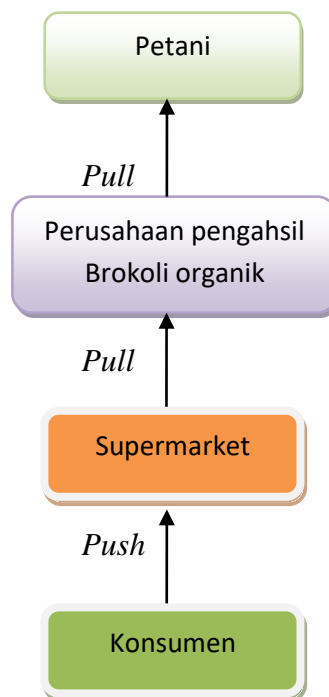 Petani
Pull
Perusahaan pengahsil
Brokoli organik
Pull
Supermarket
Push
Konsumen